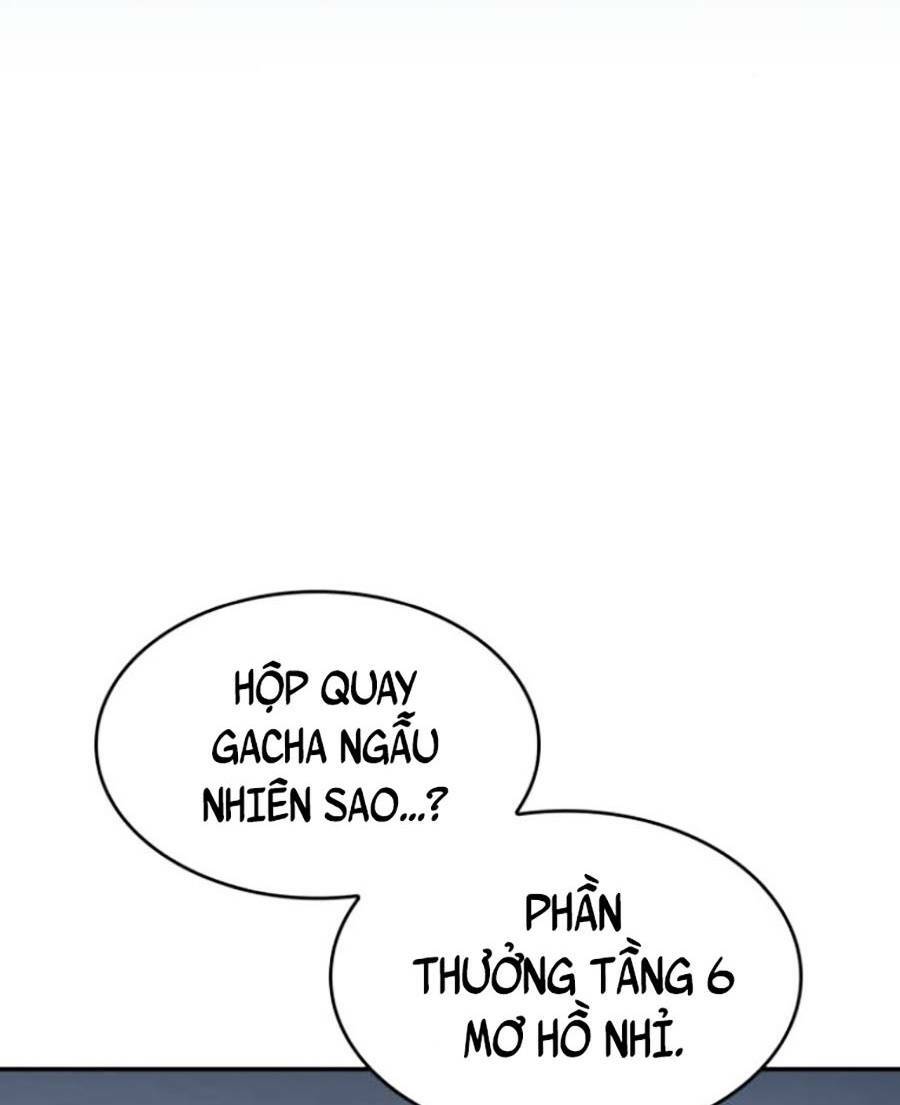 HỘP QUAY
GACHA NGẪU
NHIÊN SAO...?
PHẦN
THƯỞNG TẦNG 6
MƠ HỒ NHỈ.